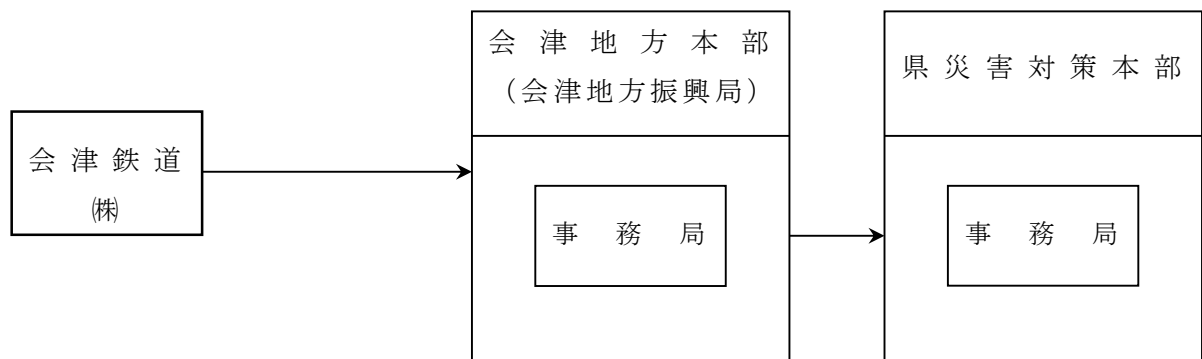 会津鉄道
㈱
会津地方本部
（会津地方振興局）
事務局
県災害対策本部
事務局